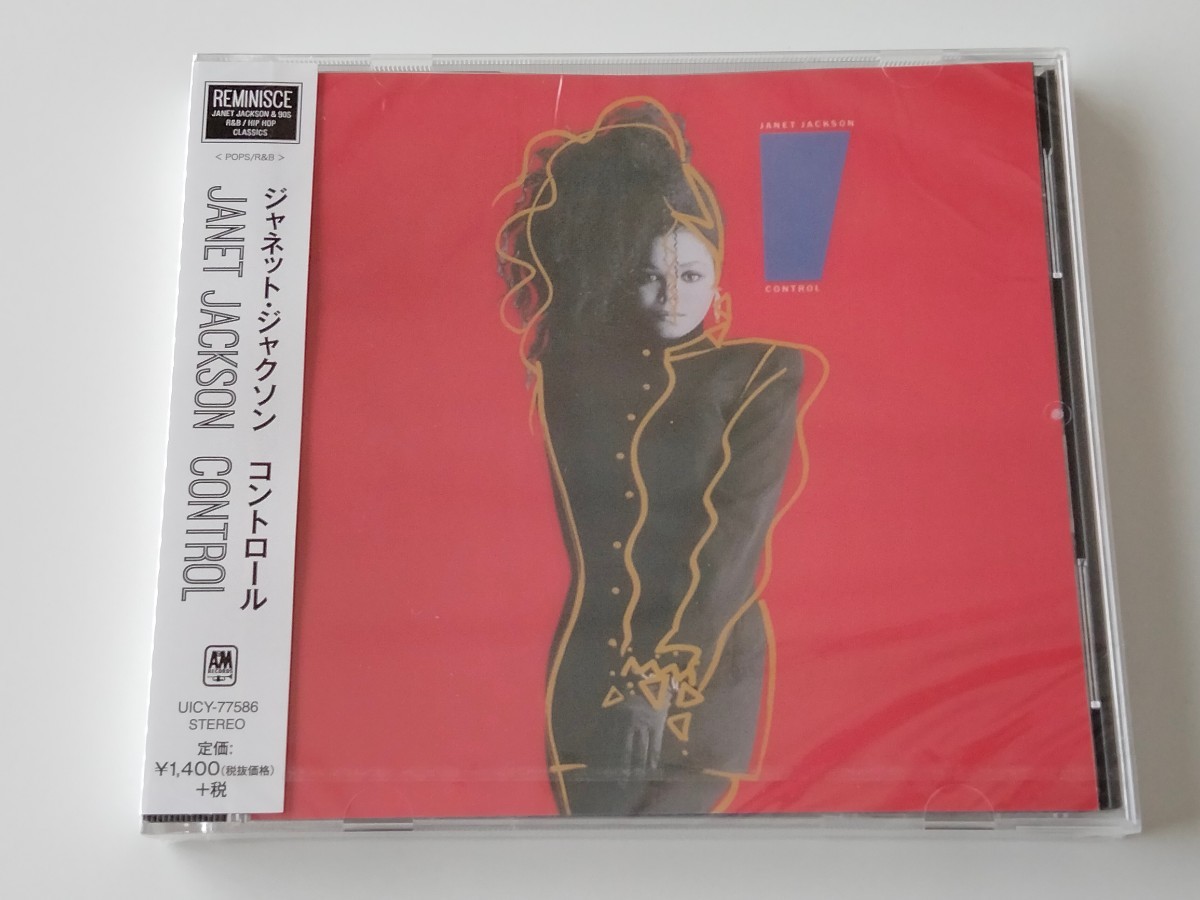 REMINISCE
JANET JACKSON & 90S
R&B / HIP HOP
CLASSICS
< POPS/R&B >
ジャネット・ジャクソン コントロール
JANET JACKSON CONTROL
A&M
RECORDS
UICY-77586
STEREO
定価:
¥1,400(税抜価格)
+税
JANET JACKSON
CONTROL